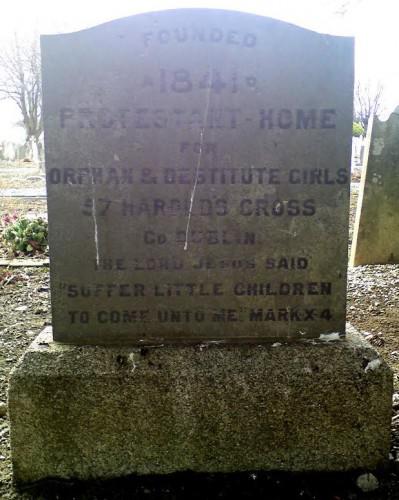 FOUNDED
1841
PROTESTANT-HOME
FOR
ORPHAN & DESTITUTE GIRLS
57 HAROLDS CROSS
CO. DUBLIN.
THE LORD JESUS SAID
"SUFFER LITTLE CHILDREN
TO COME UNTO ME" MARK X 4